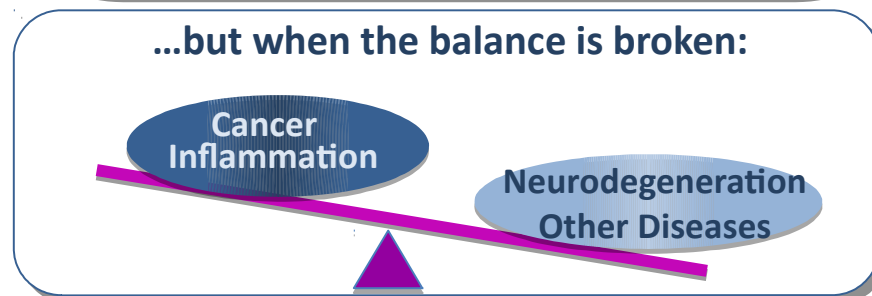 …but when the balance is broken:
Cancer
Inflammation
Neurodegeneration
Other Diseases